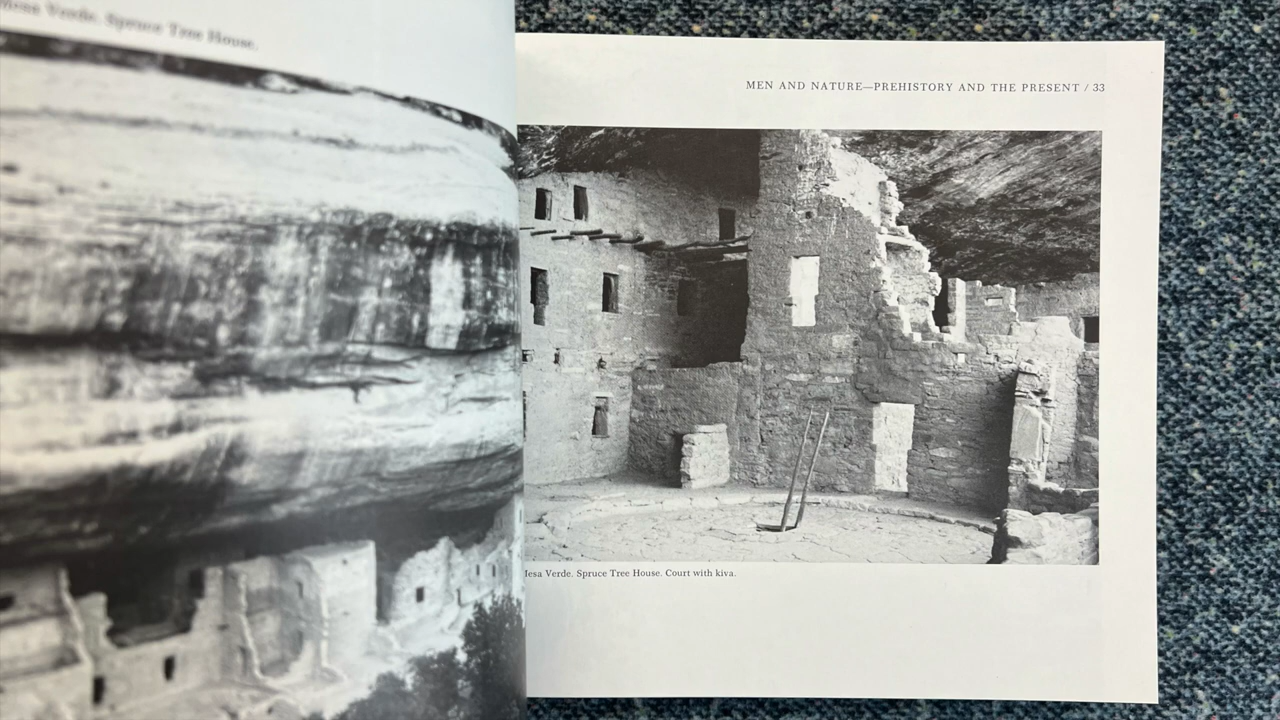 Verde. Spruce Tree House.
MEN AND NATURE—PREHISTORY AND THE PRESENT / 33
Verde. Spruce Tree House. Court with kiva.